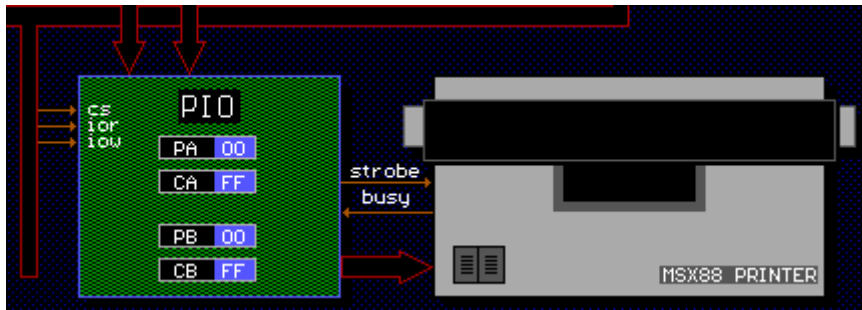 PIO
cs
ior
iow
PA 00
CA FF
strobe
busy
PB 00
CB FF
MSX88 PRINTER